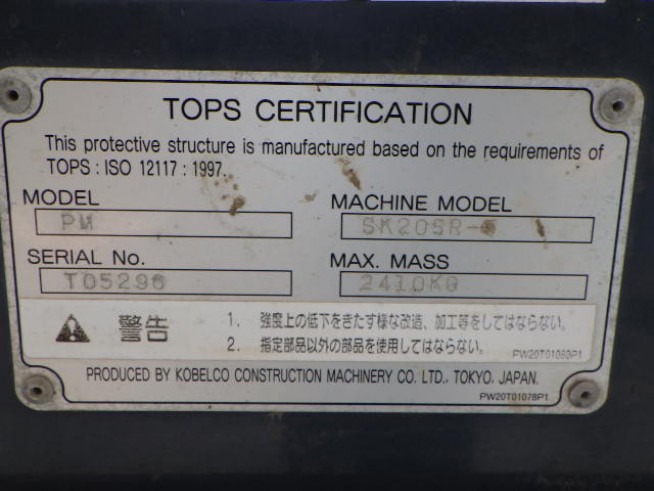 TOPS CERTIFICATION
This protective structure is manufactured based on the requirements of
TOPS : ISO 12117 : 1997.
MODEL
PM
MACHINE MODEL
SK20SR-
SERIAL No.
T05296
MAX. MASS
2410KG
警告
1. 強度上の低下をきたす様な改造、加工等をしてはならない。
2. 指定部品以外の部品を使用してはならない。
PW20T01080P1
PRODUCED BY KOBELCO CONSTRUCTION MACHINERY CO. LTD., TOKYO, JAPAN.
PW20T01078P1